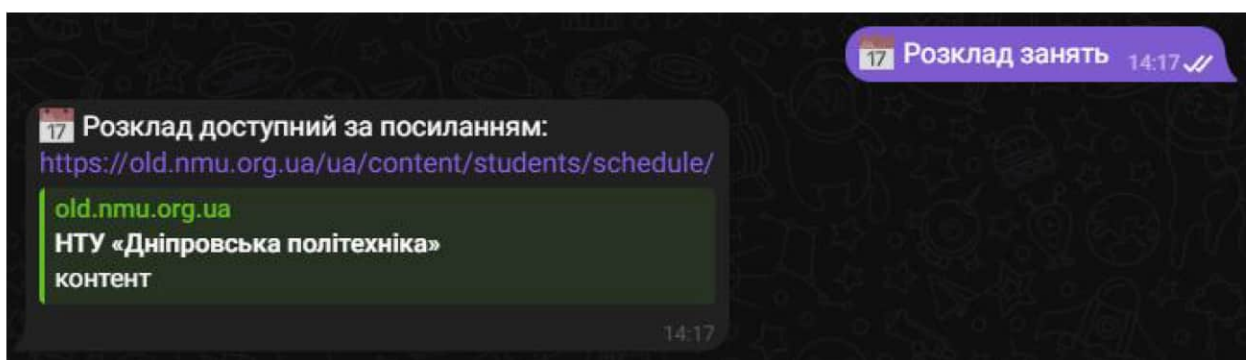 📅 Розклад занять 14:17
📅 Розклад доступний за посиланням:
https://old.nmu.org.ua/ua/content/students/schedule/
old.nmu.org.ua
НТУ «Дніпровська політехніка»
контент
14:17